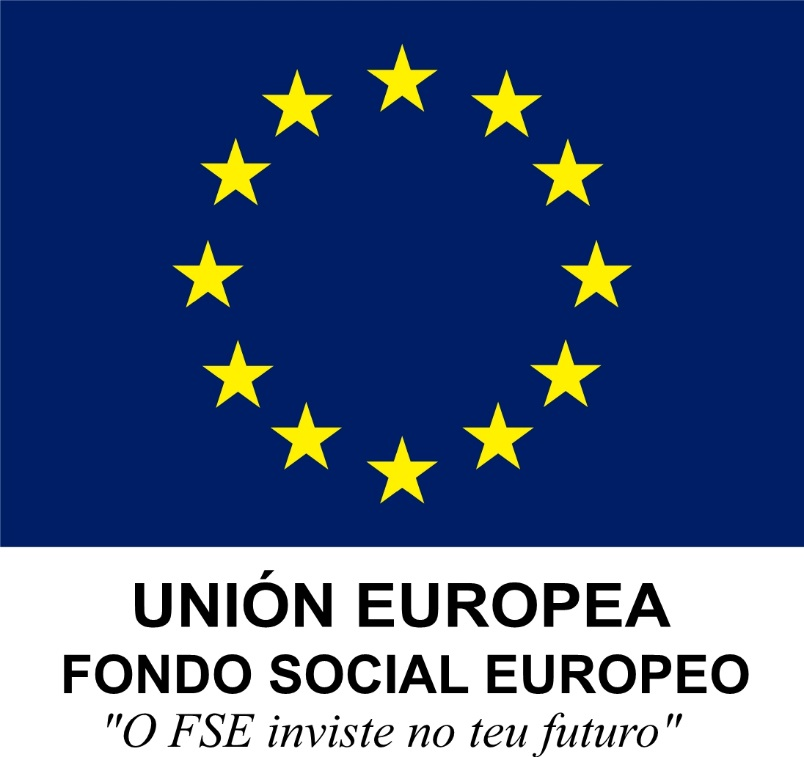 UNIÓN EUROPEA
FONDO SOCIAL EUROPEO
"O FSE inviste no teu futuro"